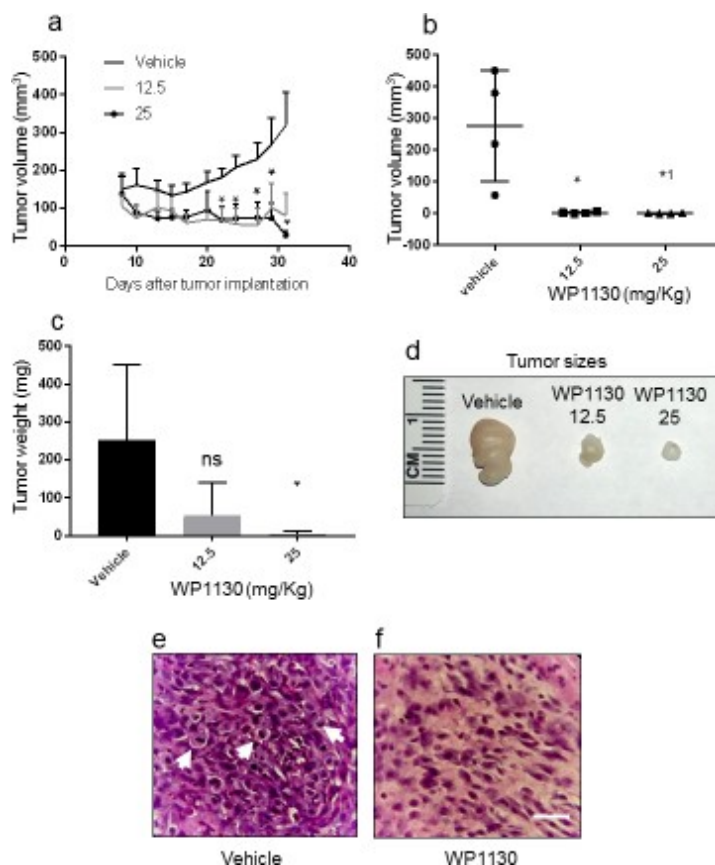 a
Tumor volume (mm³)
500
400
300
200
100
0
0
10
20
30
40
Days after tumor implantation
Vehicle
12.5
25
*
*
*
*
*
b
Tumor volume (mm³)
500
400
300
200
100
0
-100
*
*1
vehicle
12.5
25
WP1130 (mg/Kg)
c
Tumor weight (mg)
500
400
300
200
100
0
ns
*
Vehicle
12.5
25
WP1130 (mg/Kg)
d
Tumor sizes
Vehicle
WP1130
12.5
WP1130
25
1
CM
e
Vehicle
f
WP1130